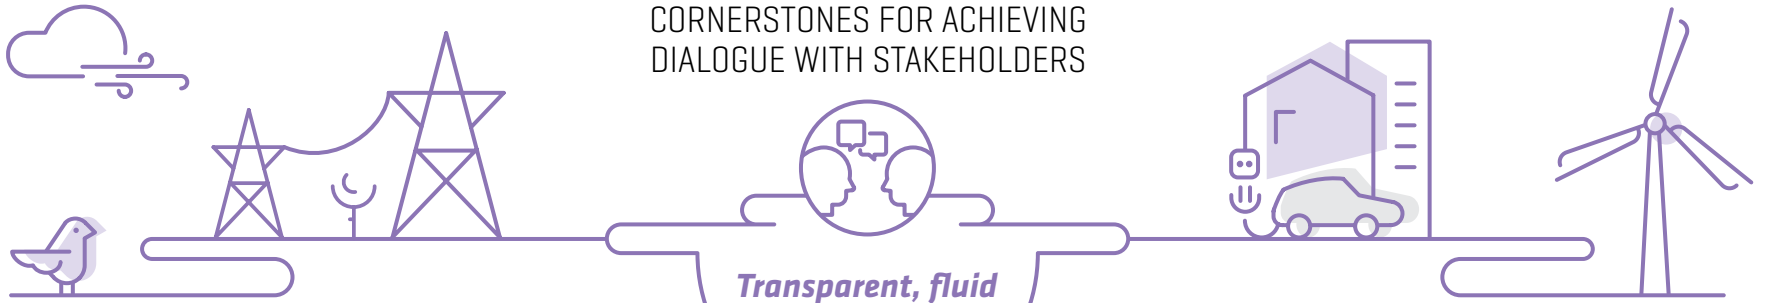 CORNERSTONES FOR ACHIEVING
DIALOGUE WITH STAKEHOLDERS
Transparent, fluid